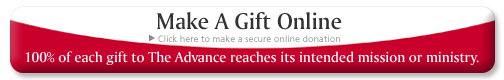 Make A Gift Online
Click here to make a secure online donation
100% of each gift to The Advance reaches its intended mission or ministry.